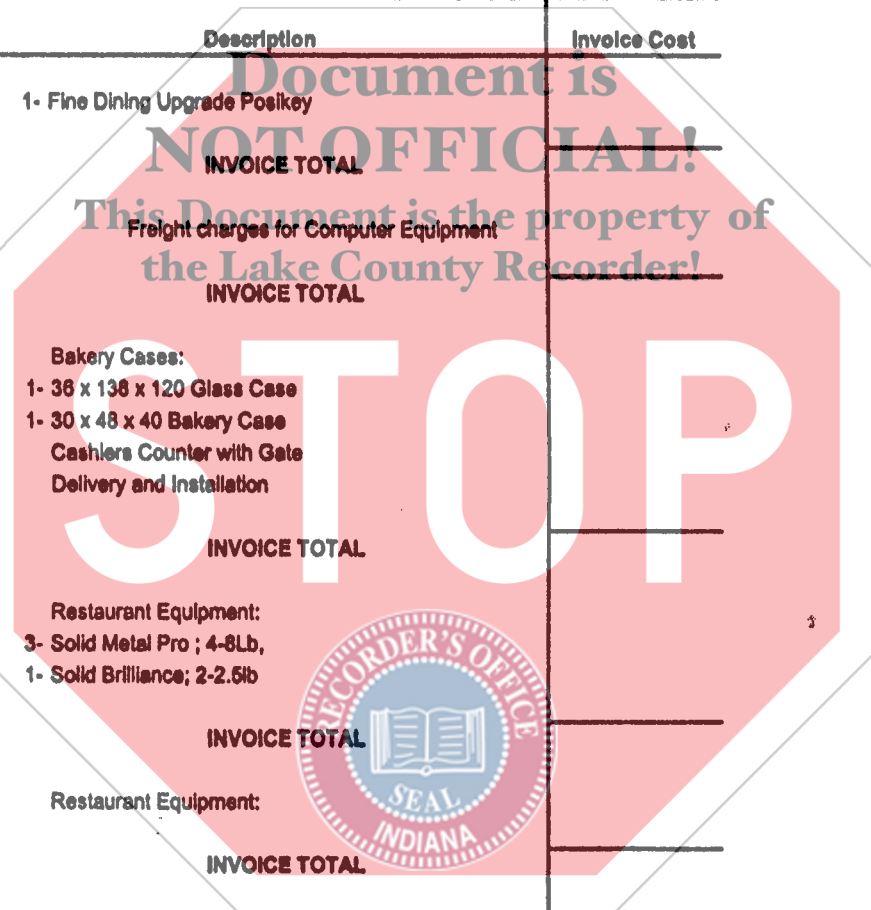 Description Invoice Cost
Document is
1- Fine Dining Upgrade Posikey
NOT OFFICIAL!
INVOICE TOTAL
This Document is the property of
Freight charges for Computer Equipment
the Lake County Recorder!
INVOICE TOTAL
STOP
Bakery Cases:
1- 36 x 138 x 120 Glass Case
1- 30 x 48 x 40 Bakery Case
Cashiers Counter with Gate
Delivery and Installation
INVOICE TOTAL
Restaurant Equipment:
3- Solid Metal Pro ; 4-8Lb,
1- Solid Brilliance; 2-2.5lb
RECORDER'S OFFICE
INVOICE TOTAL
SEAL
Restaurant Equipment:
INDIANA
INVOICE TOTAL